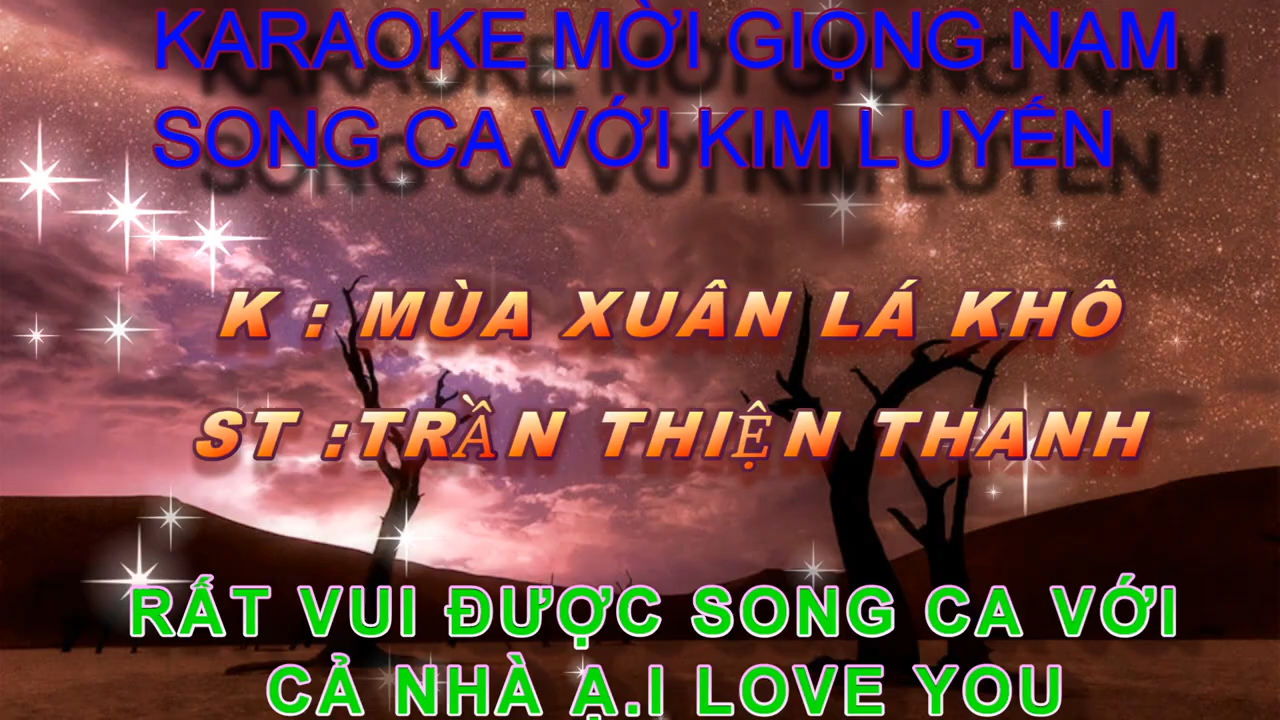 KARAOKE MỜI GIỌNG NAM
SONG CA VỚI KIM LUYẾN
K : MÙA XUÂN LÁ KHÔ
ST :TRẦN THIỆN THANH
RẤT VUI ĐƯỢC SONG CA VỚI
CẢ NHÀ Ạ.I LOVE YOU